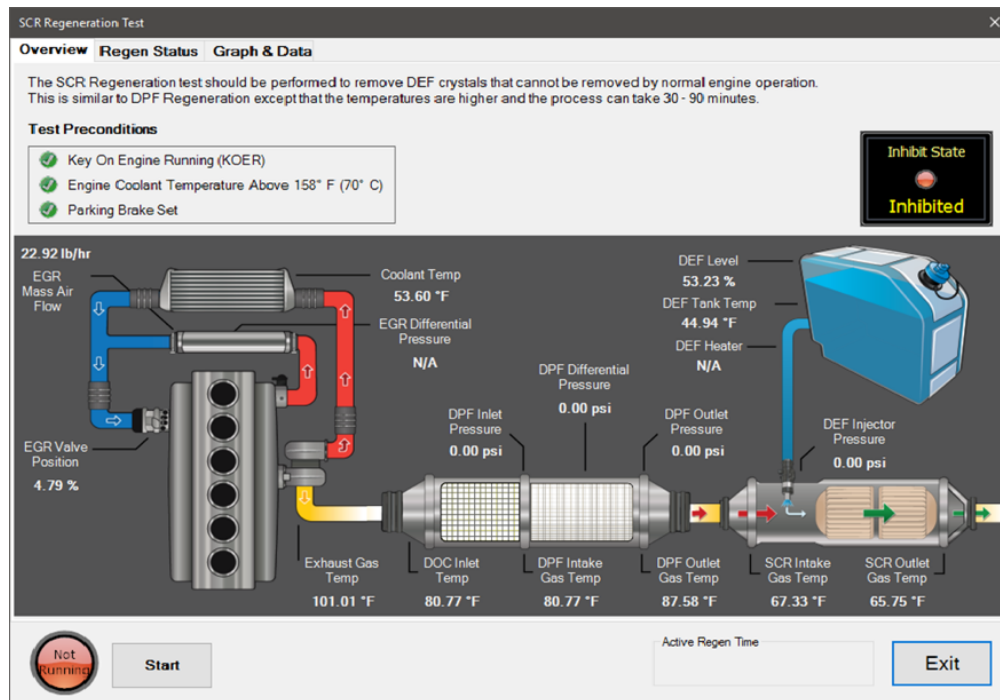 SCR Regeneration Test
Overview Regen Status Graph & Data
The SCR Regeneration test should be performed to remove DEF crystals that cannot be removed by normal engine operation.
This is similar to DPF Regeneration except that the temperatures are higher and the process can take 30 - 90 minutes.
Test Preconditions
Key On Engine Running (KOER)
Engine Coolant Temperature Above 158° F (70° C)
Parking Brake Set
Inhibit State
Inhibited
22.92 lb/hr
EGR
Mass Air
Flow
Coolant Temp
53.60 °F
EGR Differential
Pressure
N/A
EGR Valve
Position
4.79 %
DPF Inlet
Pressure
0.00 psi
DPF Differential
Pressure
0.00 psi
DPF Outlet
Pressure
0.00 psi
DEF Level
53.23 %
DEF Tank Temp
44.94 °F
DEF Heater
N/A
DEF Injector
Pressure
0.00 psi
Exhaust Gas
Temp
101.01 °F
DOC Inlet
Temp
80.77 °F
DPF Intake
Gas Temp
80.77 °F
DPF Outlet
Gas Temp
87.58 °F
SCR Intake
Gas Temp
67.33 °F
SCR Outlet
Gas Temp
65.75 °F
Not
Running
Start
Active Regen Time
Exit